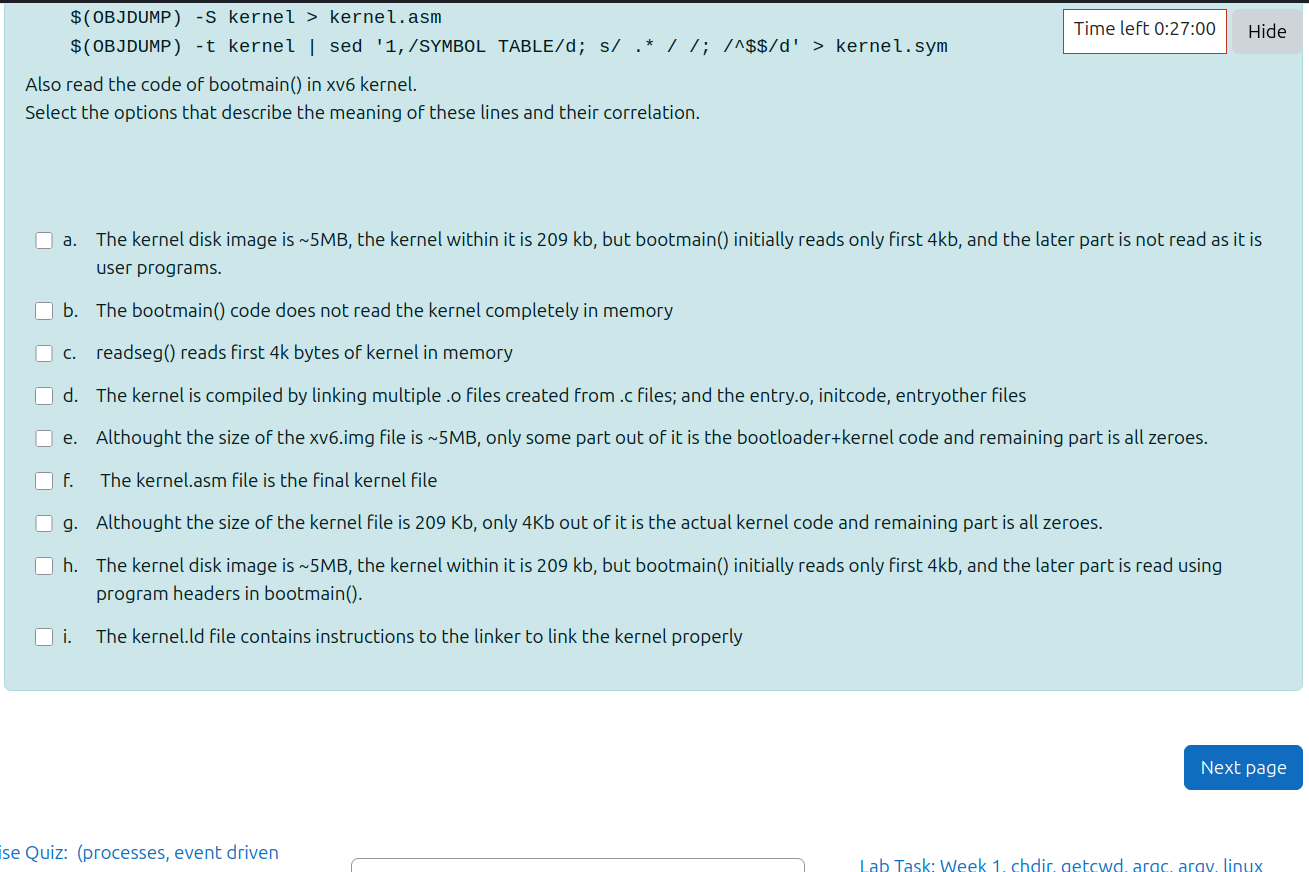 $(OBJDUMP) -S kernel > kernel.asm
$(OBJDUMP) -t kernel | sed '1,/SYMBOL TABLE/d; s/ .* / /; /^$$/d' > kernel.sym
Time left 0:27:00
Hide
Also read the code of bootmain() in xv6 kernel.
Select the options that describe the meaning of these lines and their correlation.
a. The kernel disk image is ~5MB, the kernel within it is 209 kb, but bootmain() initially reads only first 4kb, and the later part is not read as it is
user programs.
b. The bootmain() code does not read the kernel completely in memory
c. readseg() reads first 4k bytes of kernel in memory
d. The kernel is compiled by linking multiple .o files created from .c files; and the entry.o, initcode, entryother files
e. Althought the size of the xv6.img file is ~5MB, only some part out of it is the bootloader+kernel code and remaining part is all zeroes.
f. The kernel.asm file is the final kernel file
g. Althought the size of the kernel file is 209 Kb, only 4Kb out of it is the actual kernel code and remaining part is all zeroes.
h. The kernel disk image is ~5MB, the kernel within it is 209 kb, but bootmain() initially reads only first 4kb, and the later part is read using
program headers in bootmain().
i. The kernel.ld file contains instructions to the linker to link the kernel properly
Next page
ise Quiz: (processes, event driven
Lab Task: Week 1, chdir, getcwd, argc, argv, linux